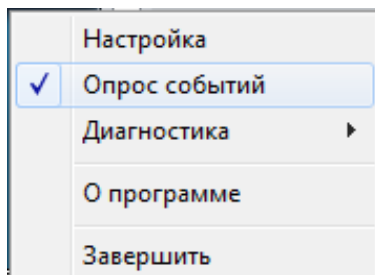 Настройка
Опрос событий
Диагностика
О программе
Завершить